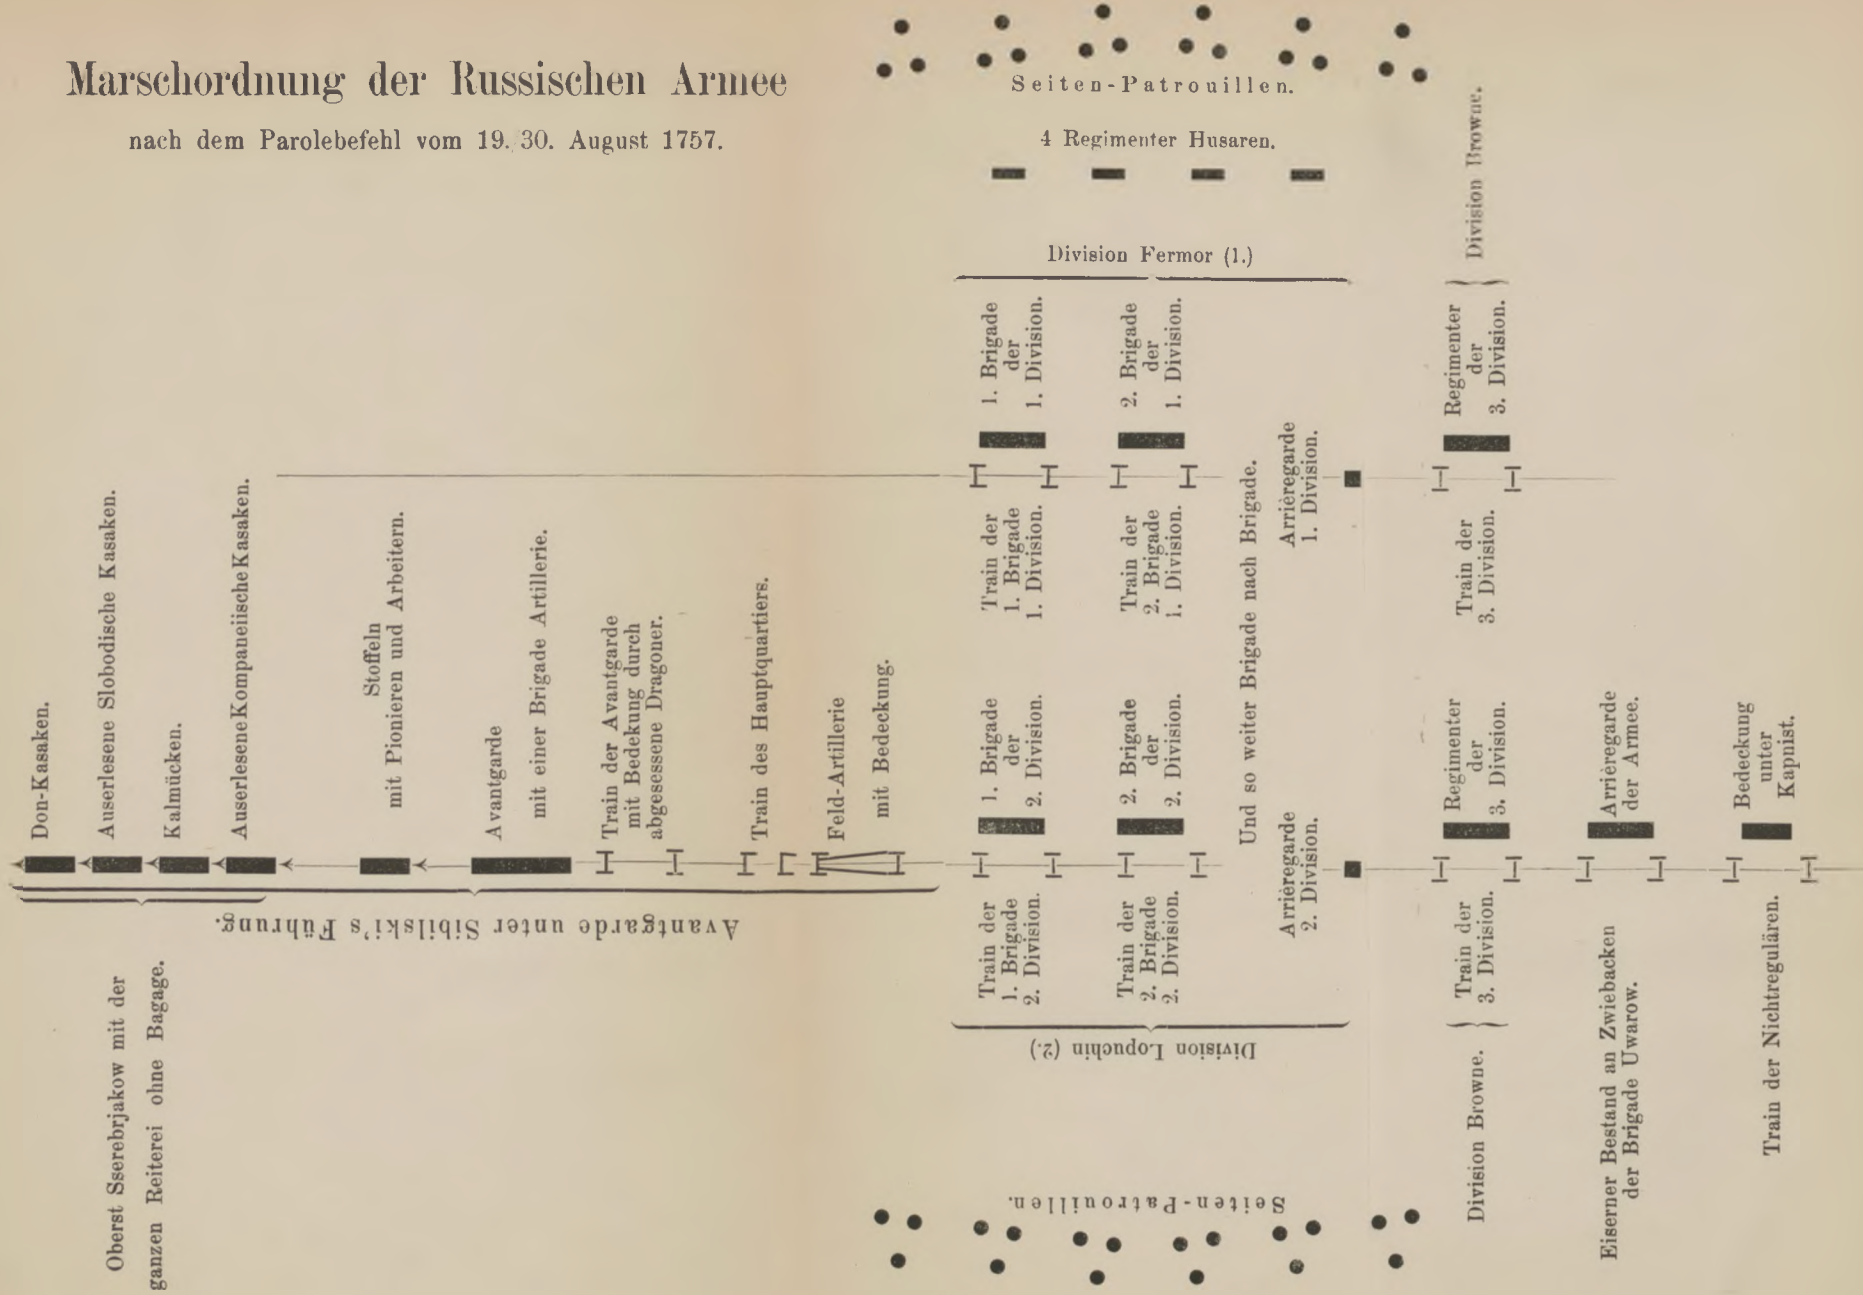 Marschordnung der Russischen Armee
nach dem Parolebefehl vom 19. 30. August 1757.
Seiten-Patrouillen.
4 Regimenter Husaren.
Division Fermor (1.)
Division Browne.
1. Brigade
der
1. Division.
2. Brigade
der
1. Division.
Regimenter
der
3. Division.
Train der
1. Brigade
1. Division.
Train der
2. Brigade
1. Division.
Und so weiter Brigade nach Brigade.
Arrièregarde
1. Division.
Train der
3. Division.
Don-Kasaken.
Auserlesene Slobodische Kasaken.
Kalmücken.
Auserlesene Kompaneiische Kasaken.
Stoffeln
mit Pionieren und Arbeitern.
Avantgarde
mit einer Brigade Artillerie.
Train der Avantgarde
mit Bedekung durch
abgesessene Dragoner.
Train des Hauptquartiers.
Feld-Artillerie
mit Bedeckung.
1. Brigade
der
2. Division.
2. Brigade
der
2. Division.
Regimenter
der
3. Division.
Arrièregarde
der Armee.
Bedeckung
unter
Kapnist.
Avantgarde unter Sibilski's Führung.
Oberst Sserebrjakow mit der
ganzen Reiterei ohne Bagage.
Train der
1. Brigade
2. Division.
Train der
2. Brigade
2. Division.
Arrièregarde
2. Division.
Train der
3. Division.
Division Lopuchin (2.)
Division Browne.
Eiserner Bestand an Zwiebacken
der Brigade Uwarow.
Train der Nichtregulären.
Seiten-Patrouillen.